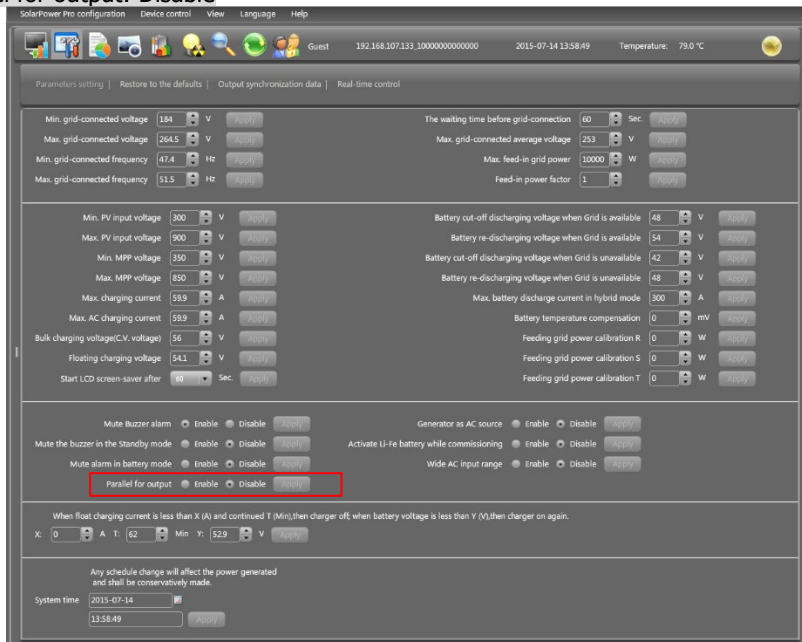 for output: Disable
SolarPower Pro configuration Device control View Language Help
Guest 192.168.107.133_10000000000000 2015-07-14 13:58:49 Temperature: 79.0 ℃
Parameters setting | Restore to the defaults | Output synchronization data | Real-time control
Min. grid-connected voltage 184 V Apply The waiting time before grid-connection 60 Sec. Apply
Max. grid-connected voltage 264.5 V Apply Max. grid-connected average voltage 253 V Apply
Min. grid-connected frequency 47.4 Hz Apply Max. feed-in grid power 10000 W Apply
Max. grid-connected frequency 51.5 Hz Apply Feed-in power factor 1 Apply
Min. PV input voltage 300 V Apply Battery cut-off discharging voltage when Grid is available 48 V Apply
Max. PV input voltage 900 V Apply Battery re-discharging voltage when Grid is available 54 V Apply
Min. MPP voltage 350 V Apply Battery cut-off discharging voltage when Grid is unavailable 42 V Apply
Max. MPP voltage 850 V Apply Battery re-discharging voltage when Grid is unavailable 48 V Apply
Max. charging current 59.9 A Apply Max. battery discharge current in hybrid mode 300 A Apply
Max. AC charging current 59.9 A Apply Battery temperature compensation 0 mV Apply
Bulk charging voltage(C.V. voltage) 56 V Apply Feeding grid power calibration R 0 W Apply
Floating charging voltage 54.1 V Apply Feeding grid power calibration S 0 W Apply
Start LCD screen-saver after 60 Sec. Apply Feeding grid power calibration T 0 W Apply
Mute Buzzer alarm Enable Disable Apply Generator as AC source Enable Disable Apply
Mute the buzzer in the Standby mode Enable Disable Apply Activate Li-Fe battery while commissioning Enable Disable Apply
Mute alarm in battery mode Enable Disable Apply Wide AC input range Enable Disable Apply
Parallel for output Enable Disable Apply
When float charging current is less than X (A) and continued T (Min),then charger off; when battery voltage is less than Y (V),then charger on again.
X: 0 A T: 62 Min Y: 52.9 V Apply
Any schedule change will affect the power generated
and shall be conservatively made.
System time 2015-07-14
13:58:49 Apply